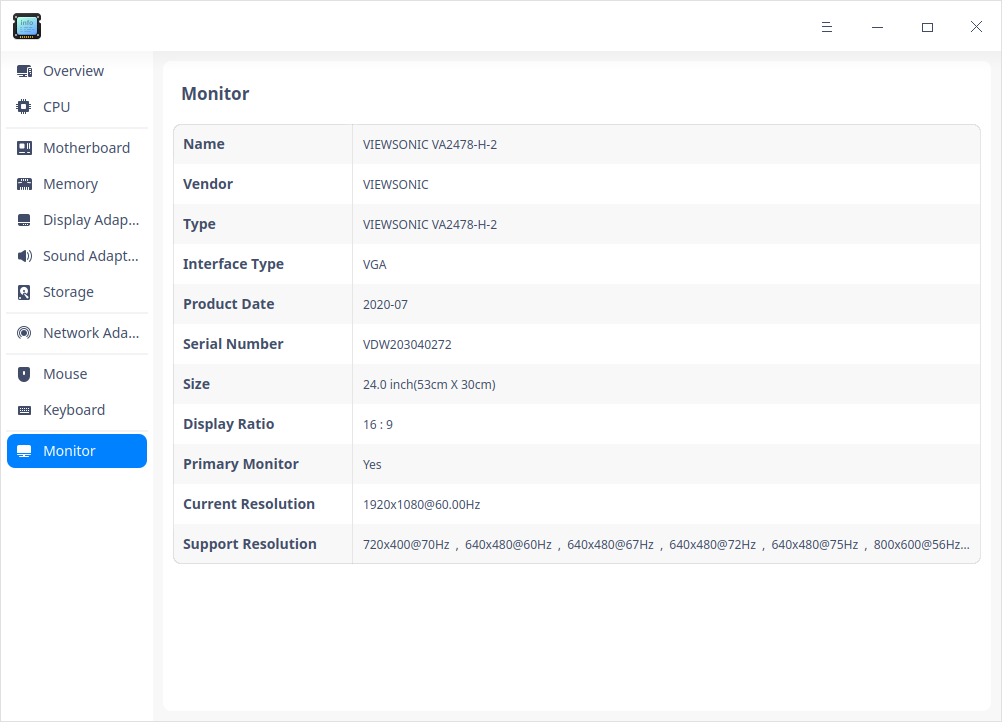 info
Overview
CPU
Motherboard
Memory
Display Adap...
Sound Adapt...
Storage
Network Ada...
Mouse
Keyboard
Monitor
Monitor
Name VIEWSONIC VA2478-H-2
Vendor VIEWSONIC
Type VIEWSONIC VA2478-H-2
Interface Type VGA
Product Date 2020-07
Serial Number VDW203040272
Size 24.0 inch(53cm X 30cm)
Display Ratio 16 : 9
Primary Monitor Yes
Current Resolution 1920x1080@60.00Hz
Support Resolution 720x400@70Hz , 640x480@60Hz , 640x480@67Hz , 640x480@72Hz , 640x480@75Hz , 800x600@56Hz...